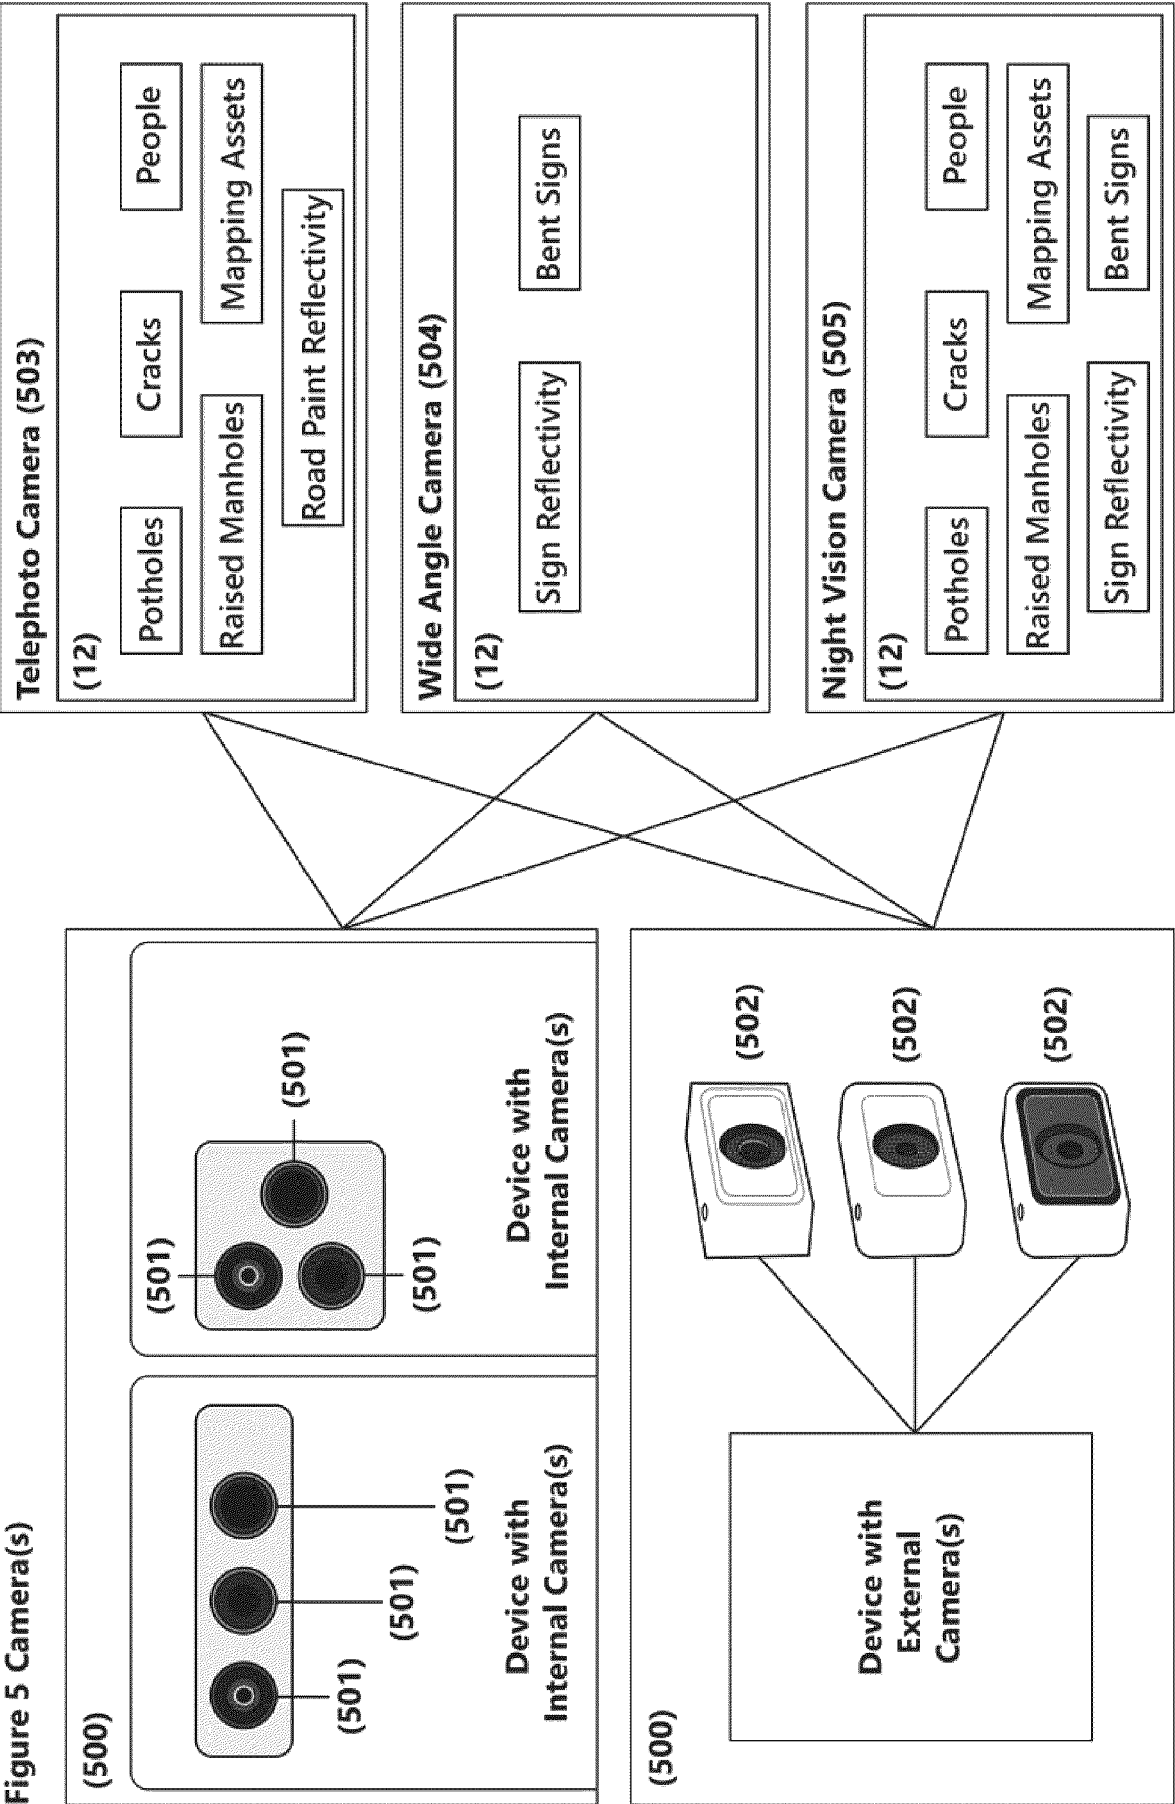 Figure 5 Camera(s)
(500)
(501)
(501)
(501)
Device with
Internal Camera(s)
(501)
(501)
(501)
Device with
Internal Camera(s)
(500)
Device with
External
Camera(s)
(502)
(502)
(502)
Telephoto Camera (503)
(12)
Potholes
Cracks
People
Raised Manholes
Mapping Assets
Road Paint Reflectivity
Wide Angle Camera (504)
(12)
Sign Reflectivity
Bent Signs
Night Vision Camera (505)
(12)
Potholes
Cracks
People
Raised Manholes
Mapping Assets
Sign Reflectivity
Bent Signs